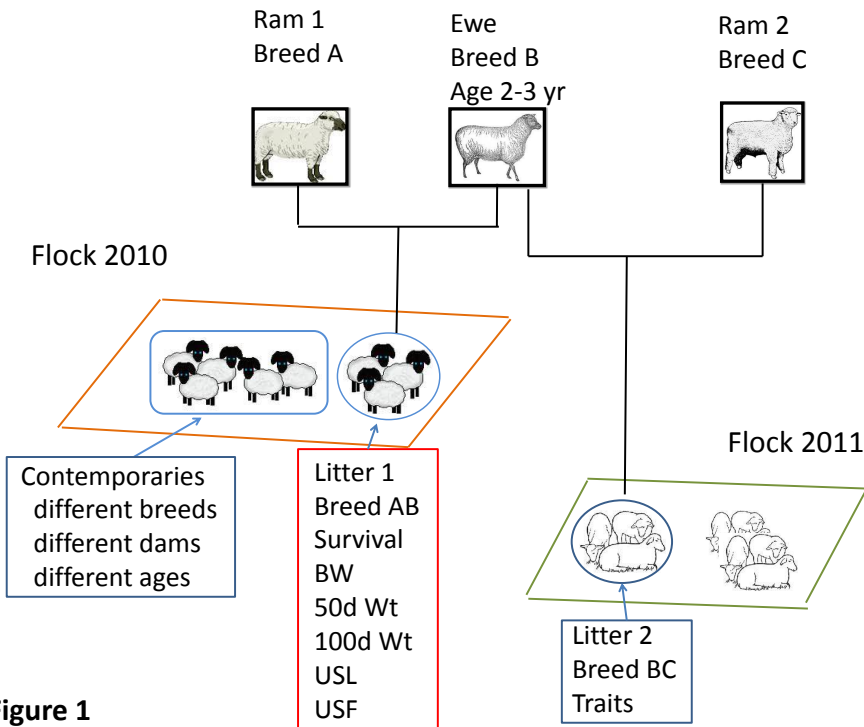 Ram 1
Breed A
Ewe
Breed B
Age 2-3 yr
Ram 2
Breed C
Flock 2010
Flock 2011
Contemporaries
different breeds
different dams
different ages
Litter 1
Breed AB
Survival
BW
50d Wt
100d Wt
USL
USF
Litter 2
Breed BC
Traits
igure 1